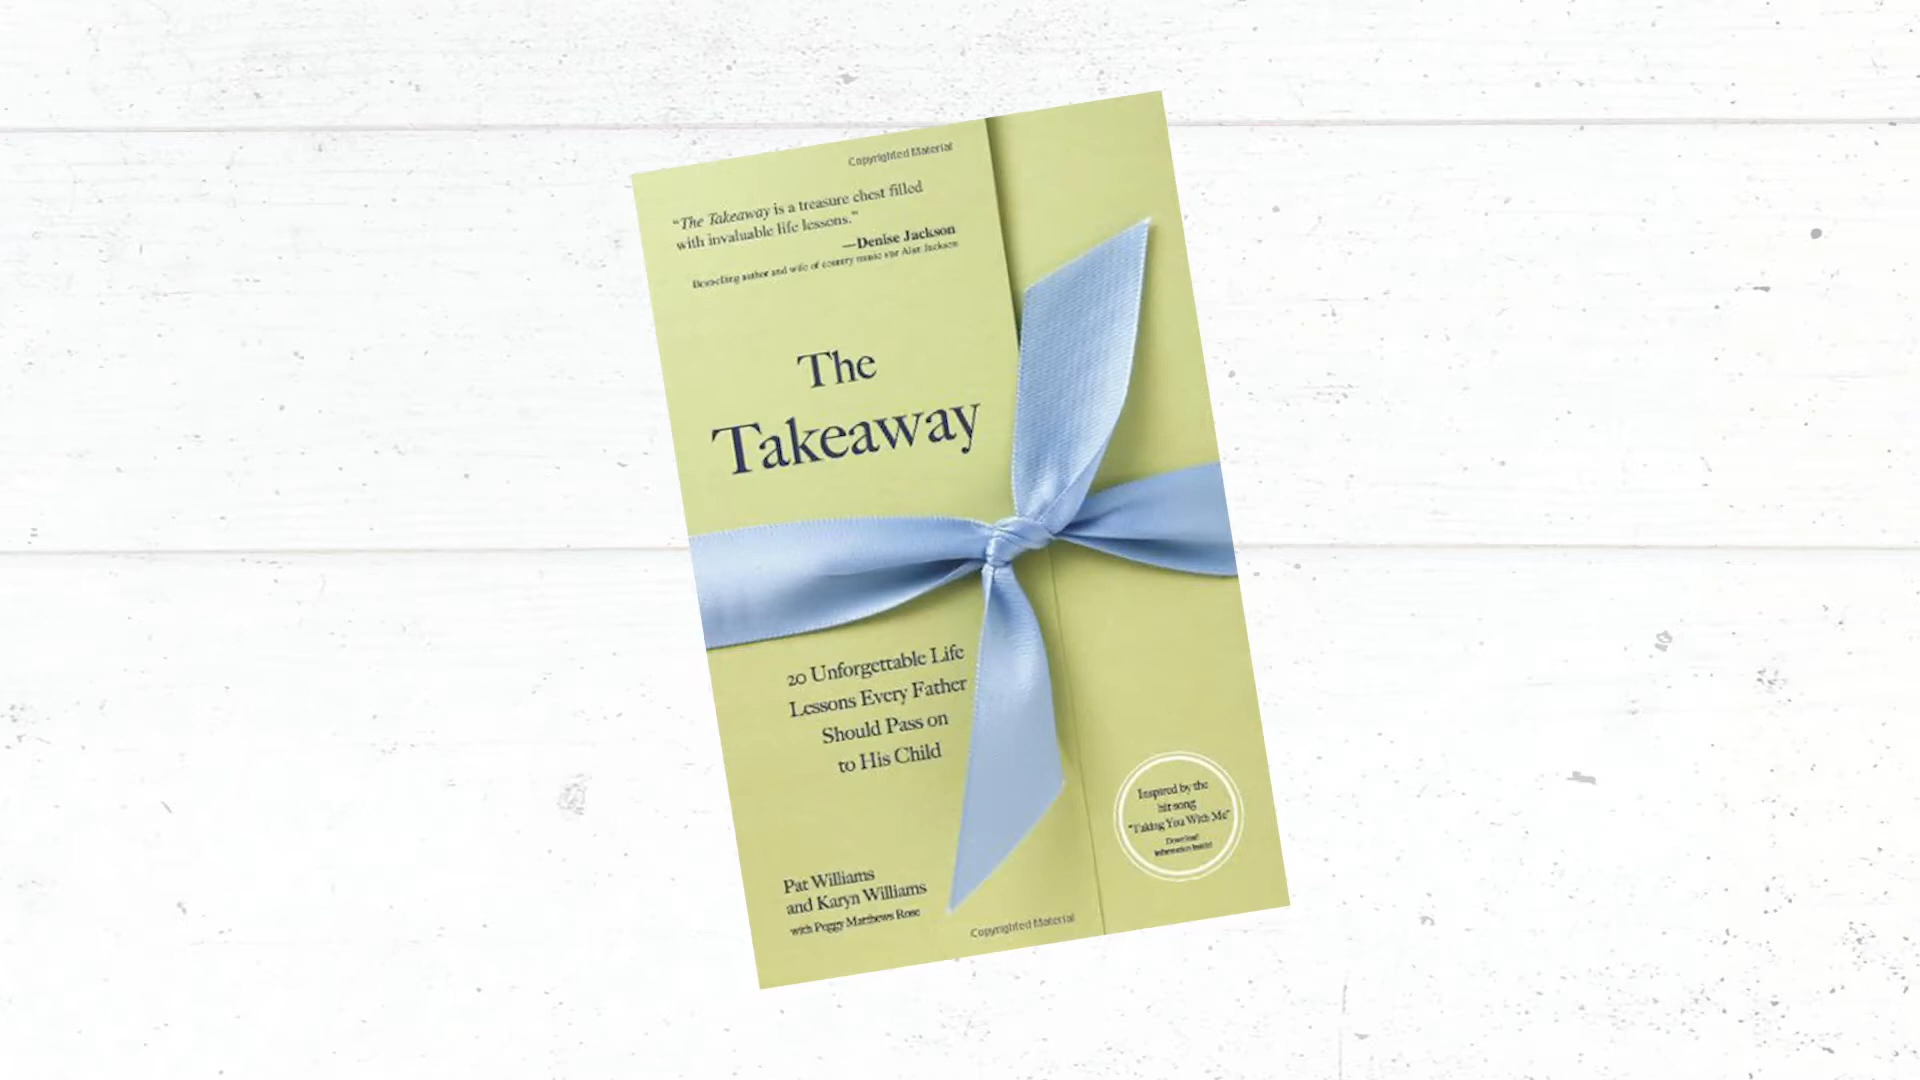 Copyrighted Material
“The Takeaway is a treasure chest filled
with invaluable life lessons.”
—Denise Jackson
Bestselling author and wife of country music star Alan Jackson
The
Takeaway
20 Unforgettable Life
Lessons Every Father
Should Pass on
to His Child
Inspired by the
hit song
“Taking You With Me”
Download
information inside!
Pat Williams
and Karyn Williams
with Peggy Matthews Rose
Copyrighted Material